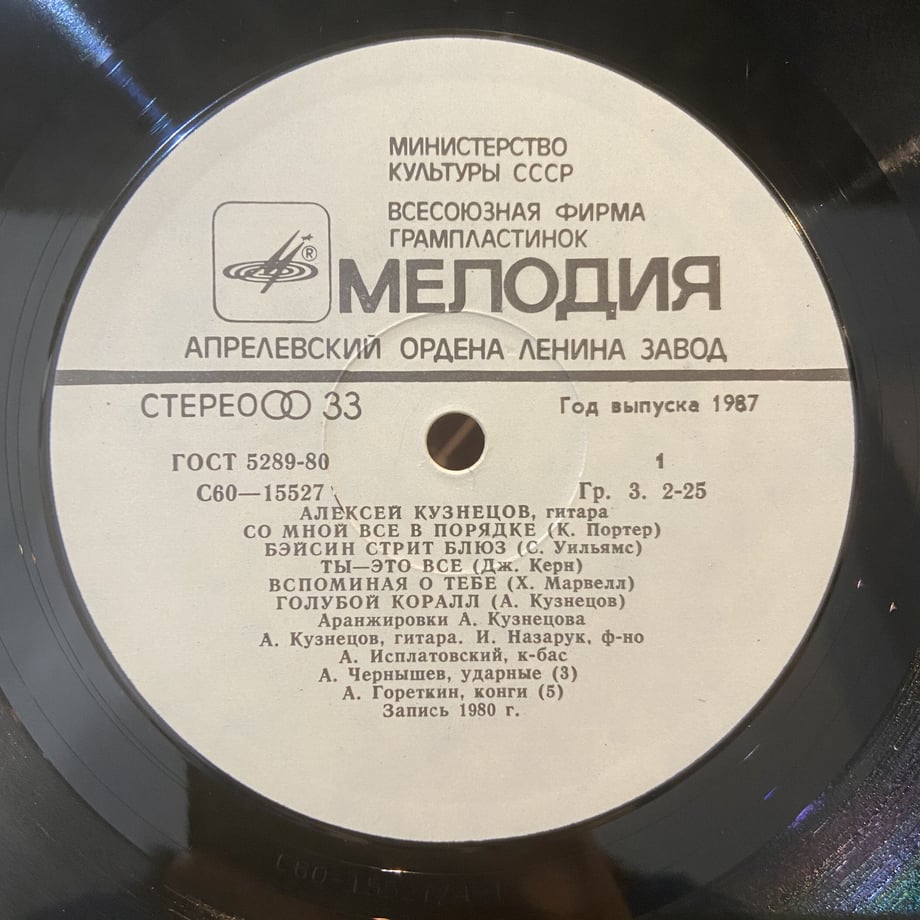 МИНИСТЕРСТВО
КУЛЬТУРЫ СССР
ВСЕСОЮЗНАЯ ФИРМА
ГРАМПЛАСТИНОК
®
МЕЛОДИЯ
АПРЕЛЕВСКИЙ ОРДЕНА ЛЕНИНА ЗАВОД
СТЕРЕО 33
Год выпуска 1987
ГОСТ 5289-80
1
С60—15527
Гр. 3. 2-25
АЛЕКСЕЙ КУЗНЕЦОВ, гитара
СО МНОЙ ВСЕ В ПОРЯДКЕ (К. Портер)
БЭЙСИН СТРИТ БЛЮЗ (С. Уильямс)
ТЫ—ЭТО ВСЕ (Дж. Керн)
ВСПОМИНАЯ О ТЕБЕ (Х. Марвелл)
ГОЛУБОЙ КОРАЛЛ (А. Кузнецов)
Аранжировки А. Кузнецова
А. Кузнецов, гитара. И. Назарук, ф-но
А. Исплатовский, к-бас
А. Чернышев, ударные (3)
А. Гореткин, конги (5)
Запись 1980 г.